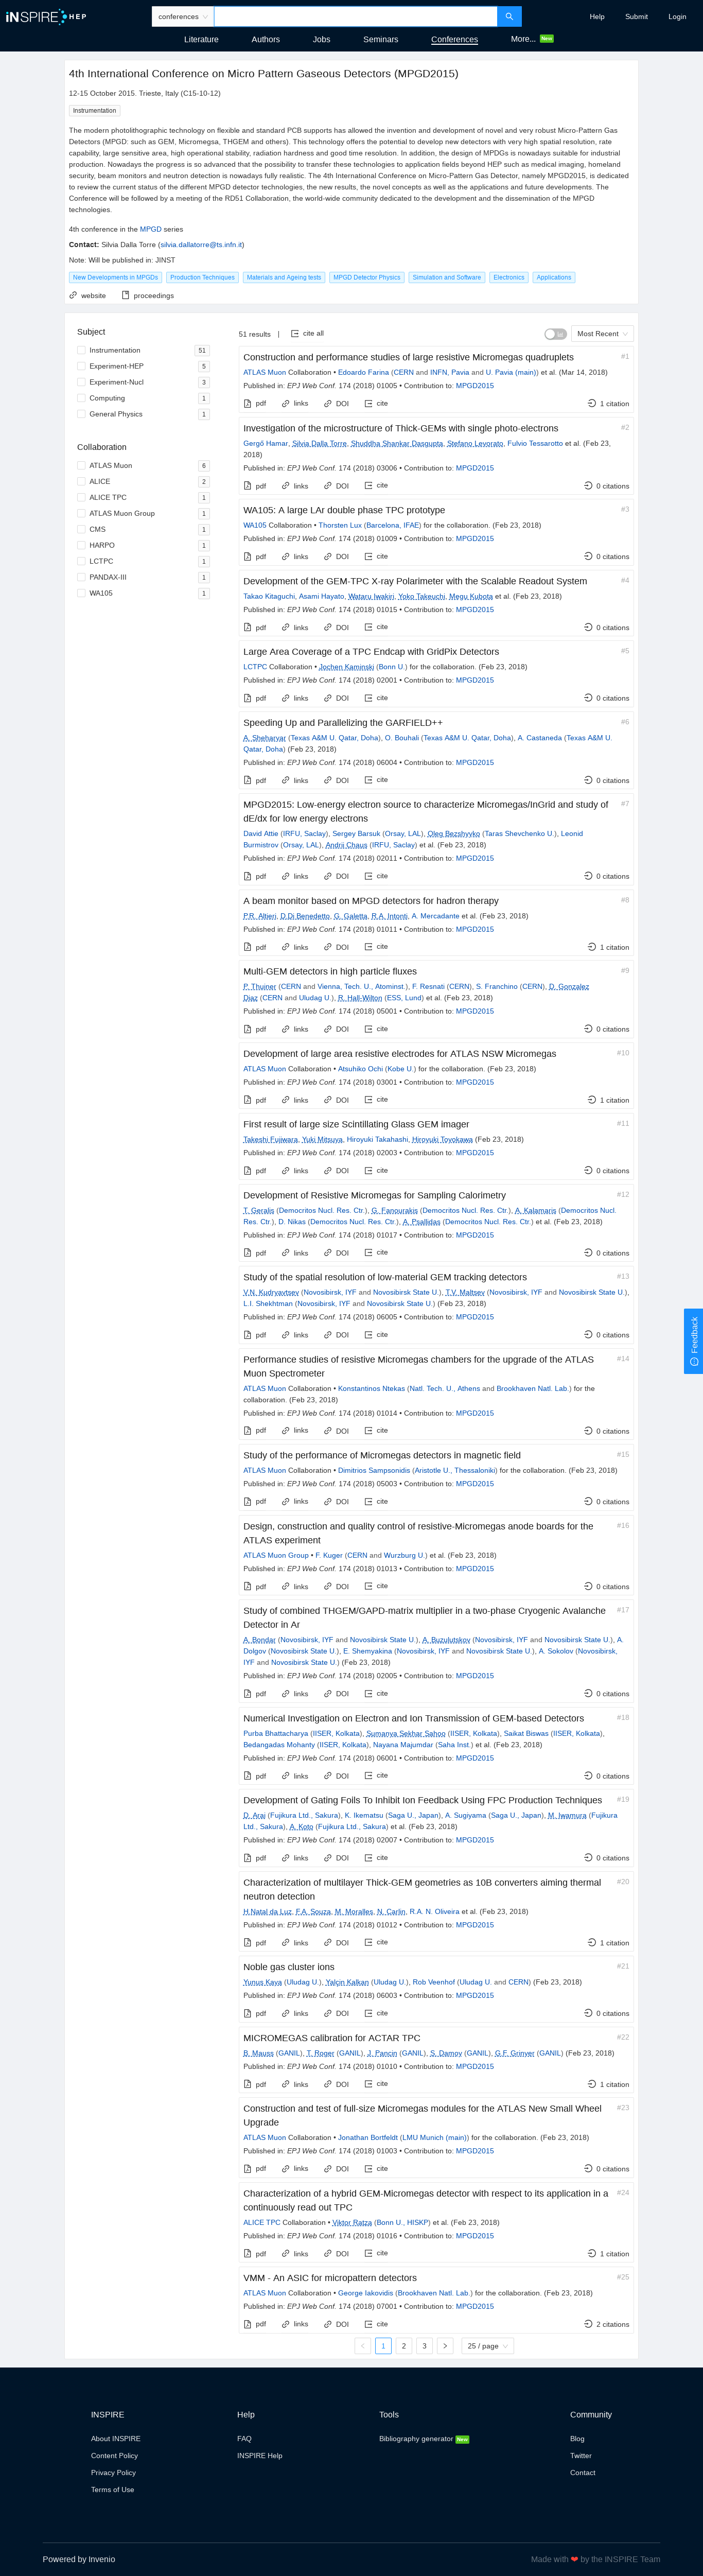 INSPIRE HEP
conferences
Help
Submit
Login
Literature
Authors
Jobs
Seminars
Conferences
More... New
4th International Conference on Micro Pattern Gaseous Detectors (MPGD2015)
12-15 October 2015. Trieste, Italy (C15-10-12)
Instrumentation
The modern photolithographic technology on flexible and standard PCB supports has allowed the invention and development of novel and very robust Micro-Pattern Gas
Detectors (MPGD: such as GEM, Micromegsa, THGEM and others). This technology offers the potential to develop new detectors with very high spatial resolution, high rate
capability, large sensitive area, high operational stability, radiation hardness and good time resolution. In addition, the design of MPDGs is nowadays suitable for industrial
production. Nowadays the progress is so advanced that the possibility to transfer these technologies to application fields beyond HEP such as medical imaging, homeland
security, beam monitors and neutron detection is nowadays fully realistic. The 4th International Conference on Micro-Pattern Gas Detector, namely MPGD2015, is dedicated
to review the current status of the different MPGD detector technologies, the new results, the novel concepts as well as the applications and future developments. The
Conference will be followed by a meeting of the RD51 Collaboration, the world-wide community dedicated to the development and the dissemination of the MPGD
technologies.
4th conference in the MPGD series
Contact: Silvia Dalla Torre (silvia.dallatorre@ts.infn.it)
Note: Will be published in: JINST
New Developments in MPGDs
Production Techniques
Materials and Ageing tests
MPGD Detector Physics
Simulation and Software
Electronics
Applications
website
proceedings
Subject
Instrumentation 51
Experiment-HEP 5
Experiment-Nucl 3
Computing 1
General Physics 1
Collaboration
ATLAS Muon 6
ALICE 2
ALICE TPC 1
ATLAS Muon Group 1
CMS 1
HARPO 1
LCTPC 1
PANDAX-III 1
WA105 1
51 results | cite all
Most Recent
Construction and performance studies of large resistive Micromegas quadruplets #1
ATLAS Muon Collaboration • Edoardo Farina (CERN and INFN, Pavia and U. Pavia (main)) et al. (Mar 14, 2018)
Published in: EPJ Web Conf. 174 (2018) 01005 • Contribution to: MPGD2015
pdf links DOI cite 1 citation
Investigation of the microstructure of Thick-GEMs with single photo-electrons #2
Gergő Hamar, Silvia Dalla Torre, Shuddha Shankar Dasgupta, Stefano Levorato, Fulvio Tessarotto et al. (Feb 23,
2018)
Published in: EPJ Web Conf. 174 (2018) 03006 • Contribution to: MPGD2015
pdf links DOI cite 0 citations
WA105: A large LAr double phase TPC prototype #3
WA105 Collaboration • Thorsten Lux (Barcelona, IFAE) for the collaboration. (Feb 23, 2018)
Published in: EPJ Web Conf. 174 (2018) 01009 • Contribution to: MPGD2015
pdf links DOI cite 0 citations
Development of the GEM-TPC X-ray Polarimeter with the Scalable Readout System #4
Takao Kitaguchi, Asami Hayato, Wataru Iwakiri, Yoko Takeuchi, Megu Kubota et al. (Feb 23, 2018)
Published in: EPJ Web Conf. 174 (2018) 01015 • Contribution to: MPGD2015
pdf links DOI cite 0 citations
Large Area Coverage of a TPC Endcap with GridPix Detectors #5
LCTPC Collaboration • Jochen Kaminski (Bonn U.) for the collaboration. (Feb 23, 2018)
Published in: EPJ Web Conf. 174 (2018) 02001 • Contribution to: MPGD2015
pdf links DOI cite 0 citations
Speeding Up and Parallelizing the GARFIELD++ #6
A. Sheharyar (Texas A&M U. Qatar, Doha), O. Bouhali (Texas A&M U. Qatar, Doha), A. Castaneda (Texas A&M U.
Qatar, Doha) (Feb 23, 2018)
Published in: EPJ Web Conf. 174 (2018) 06004 • Contribution to: MPGD2015
pdf links DOI cite 0 citations
MPGD2015: Low-energy electron source to characterize Micromegas/InGrid and study of #7
dE/dx for low energy electrons
David Attie (IRFU, Saclay), Sergey Barsuk (Orsay, LAL), Oleg Bezshyyko (Taras Shevchenko U.), Leonid
Burmistrov (Orsay, LAL), Andrii Chaus (IRFU, Saclay) et al. (Feb 23, 2018)
Published in: EPJ Web Conf. 174 (2018) 02011 • Contribution to: MPGD2015
pdf links DOI cite 0 citations
A beam monitor based on MPGD detectors for hadron therapy #8
P.R. Altieri, D.Di Benedetto, G. Galetta, R.A. Intonti, A. Mercadante et al. (Feb 23, 2018)
Published in: EPJ Web Conf. 174 (2018) 01011 • Contribution to: MPGD2015
pdf links DOI cite 1 citation
Multi-GEM detectors in high particle fluxes #9
P. Thuiner (CERN and Vienna, Tech. U., Atominst.), F. Resnati (CERN), S. Franchino (CERN), D. Gonzalez
Diaz (CERN and Uludag U.), R. Hall-Wilton (ESS, Lund) et al. (Feb 23, 2018)
Published in: EPJ Web Conf. 174 (2018) 05001 • Contribution to: MPGD2015
pdf links DOI cite 0 citations
Development of large area resistive electrodes for ATLAS NSW Micromegas #10
ATLAS Muon Collaboration • Atsuhiko Ochi (Kobe U.) for the collaboration. (Feb 23, 2018)
Published in: EPJ Web Conf. 174 (2018) 03001 • Contribution to: MPGD2015
pdf links DOI cite 1 citation
First result of large size Scintillating Glass GEM imager #11
Takeshi Fujiwara, Yuki Mitsuya, Hiroyuki Takahashi, Hiroyuki Toyokawa (Feb 23, 2018)
Published in: EPJ Web Conf. 174 (2018) 02003 • Contribution to: MPGD2015
pdf links DOI cite 0 citations
Development of Resistive Micromegas for Sampling Calorimetry #12
T. Geralis (Democritos Nucl. Res. Ctr.), G. Fanourakis (Democritos Nucl. Res. Ctr.), A. Kalamaris (Democritos Nucl.
Res. Ctr.), D. Nikas (Democritos Nucl. Res. Ctr.), A. Psallidas (Democritos Nucl. Res. Ctr.) et al. (Feb 23, 2018)
Published in: EPJ Web Conf. 174 (2018) 01017 • Contribution to: MPGD2015
pdf links DOI cite 0 citations
Study of the spatial resolution of low-material GEM tracking detectors #13
V.N. Kudryavtsev (Novosibirsk, IYF and Novosibirsk State U.), T.V. Maltsev (Novosibirsk, IYF and Novosibirsk State U.),
L.I. Shekhtman (Novosibirsk, IYF and Novosibirsk State U.) (Feb 23, 2018)
Published in: EPJ Web Conf. 174 (2018) 06005 • Contribution to: MPGD2015
pdf links DOI cite 0 citations
Performance studies of resistive Micromegas chambers for the upgrade of the ATLAS #14
Muon Spectrometer
ATLAS Muon Collaboration • Konstantinos Ntekas (Natl. Tech. U., Athens and Brookhaven Natl. Lab.) for the
collaboration. (Feb 23, 2018)
Published in: EPJ Web Conf. 174 (2018) 01014 • Contribution to: MPGD2015
pdf links DOI cite 0 citations
Study of the performance of Micromegas detectors in magnetic field #15
ATLAS Muon Collaboration • Dimitrios Sampsonidis (Aristotle U., Thessaloniki) for the collaboration. (Feb 23, 2018)
Published in: EPJ Web Conf. 174 (2018) 05003 • Contribution to: MPGD2015
pdf links DOI cite 0 citations
Design, construction and quality control of resistive-Micromegas anode boards for the #16
ATLAS experiment
ATLAS Muon Group • F. Kuger (CERN and Wurzburg U.) et al. (Feb 23, 2018)
Published in: EPJ Web Conf. 174 (2018) 01013 • Contribution to: MPGD2015
pdf links DOI cite 0 citations
Study of combined THGEM/GAPD-matrix multiplier in a two-phase Cryogenic Avalanche #17
Detector in Ar
A. Bondar (Novosibirsk, IYF and Novosibirsk State U.), A. Buzulutskov (Novosibirsk, IYF and Novosibirsk State U.), A.
Dolgov (Novosibirsk State U.), E. Shemyakina (Novosibirsk, IYF and Novosibirsk State U.), A. Sokolov (Novosibirsk,
IYF and Novosibirsk State U.) (Feb 23, 2018)
Published in: EPJ Web Conf. 174 (2018) 02005 • Contribution to: MPGD2015
pdf links DOI cite 0 citations
Numerical Investigation on Electron and Ion Transmission of GEM-based Detectors #18
Purba Bhattacharya (IISER, Kolkata), Sumanya Sekhar Sahoo (IISER, Kolkata), Saikat Biswas (IISER, Kolkata),
Bedangadas Mohanty (IISER, Kolkata), Nayana Majumdar (Saha Inst.) et al. (Feb 23, 2018)
Published in: EPJ Web Conf. 174 (2018) 06001 • Contribution to: MPGD2015
pdf links DOI cite 0 citations
Development of Gating Foils To Inhibit Ion Feedback Using FPC Production Techniques #19
D. Arai (Fujikura Ltd., Sakura), K. Ikematsu (Saga U., Japan), A. Sugiyama (Saga U., Japan), M. Iwamura (Fujikura
Ltd., Sakura), A. Koto (Fujikura Ltd., Sakura) et al. (Feb 23, 2018)
Published in: EPJ Web Conf. 174 (2018) 02007 • Contribution to: MPGD2015
pdf links DOI cite 0 citations
Characterization of multilayer Thick-GEM geometries as 10B converters aiming thermal #20
neutron detection
H.Natal da Luz, F.A. Souza, M. Moralles, N. Carlin, R.A. N. Oliveira et al. (Feb 23, 2018)
Published in: EPJ Web Conf. 174 (2018) 01012 • Contribution to: MPGD2015
pdf links DOI cite 1 citation
Noble gas cluster ions #21
Yunus Kaya (Uludag U.), Yalçin Kalkan (Uludag U.), Rob Veenhof (Uludag U. and CERN) (Feb 23, 2018)
Published in: EPJ Web Conf. 174 (2018) 06003 • Contribution to: MPGD2015
pdf links DOI cite 0 citations
MICROMEGAS calibration for ACTAR TPC #22
B. Mauss (GANIL), T. Roger (GANIL), J. Pancin (GANIL), S. Damoy (GANIL), G.F. Grinyer (GANIL) (Feb 23, 2018)
Published in: EPJ Web Conf. 174 (2018) 01010 • Contribution to: MPGD2015
pdf links DOI cite 1 citation
Construction and test of full-size Micromegas modules for the ATLAS New Small Wheel #23
Upgrade
ATLAS Muon Collaboration • Jonathan Bortfeldt (LMU Munich (main)) for the collaboration. (Feb 23, 2018)
Published in: EPJ Web Conf. 174 (2018) 01003 • Contribution to: MPGD2015
pdf links DOI cite 0 citations
Characterization of a hybrid GEM-Micromegas detector with respect to its application in a #24
continuously read out TPC
ALICE TPC Collaboration • Viktor Ratza (Bonn U., HISKP) et al. (Feb 23, 2018)
Published in: EPJ Web Conf. 174 (2018) 01016 • Contribution to: MPGD2015
pdf links DOI cite 1 citation
VMM - An ASIC for micropattern detectors #25
ATLAS Muon Collaboration • George Iakovidis (Brookhaven Natl. Lab.) for the collaboration. (Feb 23, 2018)
Published in: EPJ Web Conf. 174 (2018) 07001 • Contribution to: MPGD2015
pdf links DOI cite 2 citations
1 2 3 25 / page
Feedback
INSPIRE
About INSPIRE
Content Policy
Privacy Policy
Terms of Use
Help
FAQ
INSPIRE Help
Tools
Bibliography generator New
Community
Blog
Twitter
Contact
Powered by Invenio
Made with ❤ by the INSPIRE Team